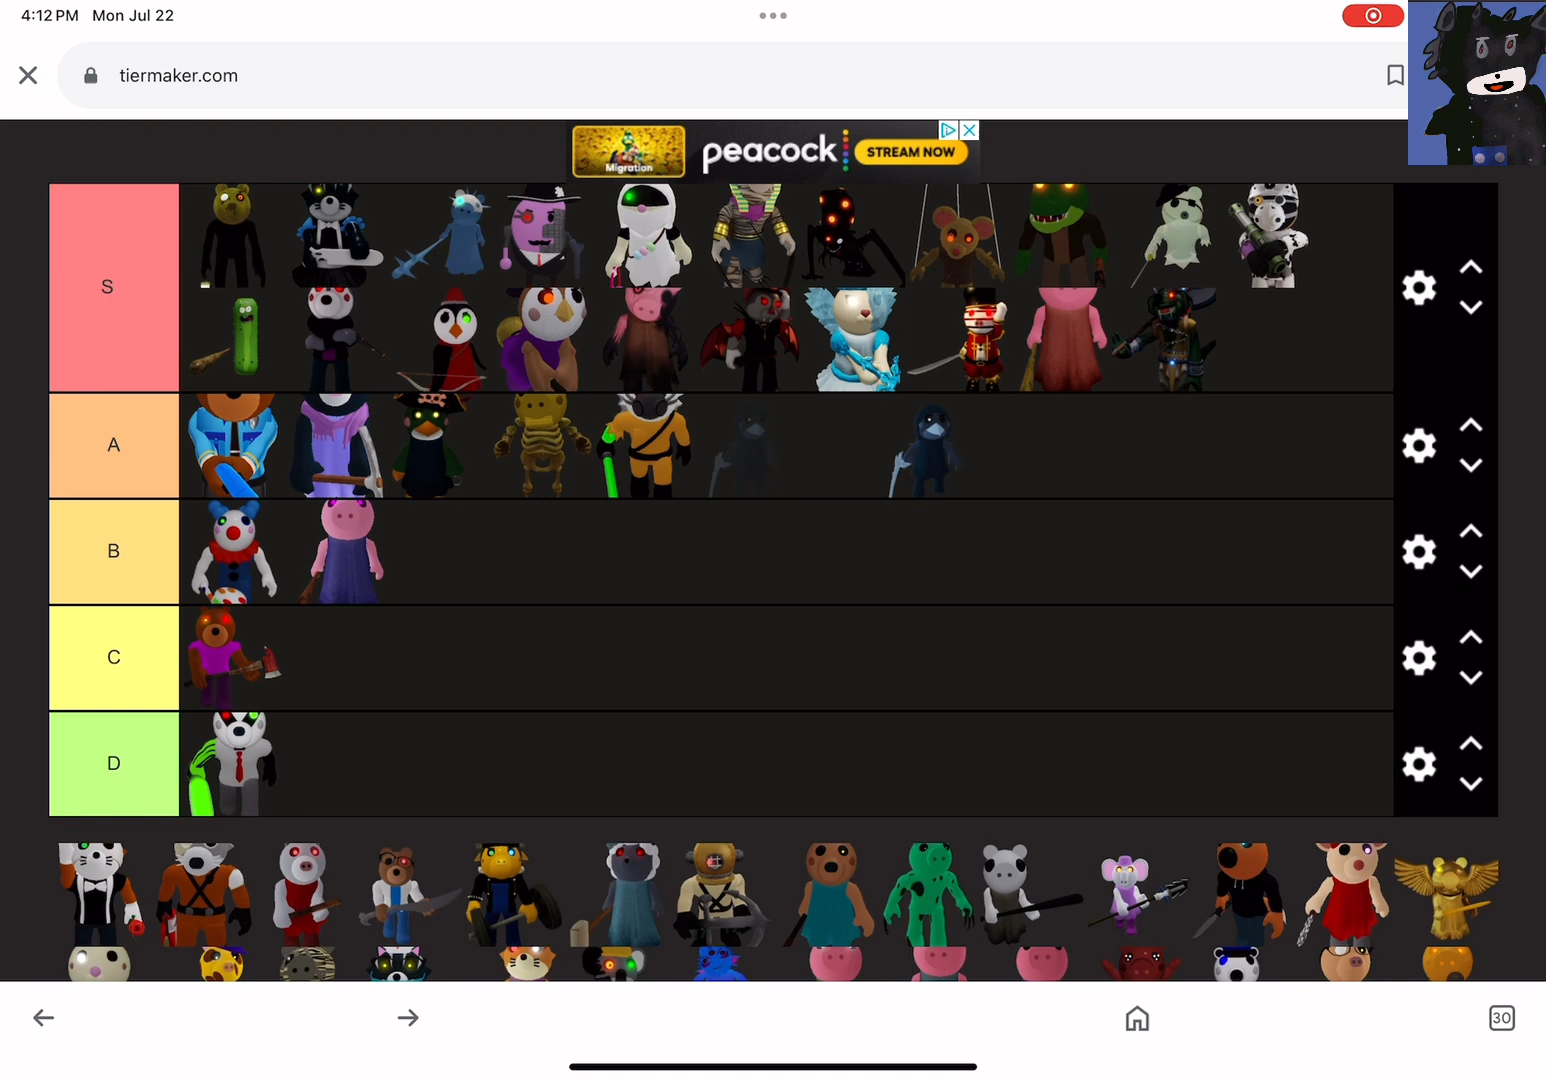 4:12 PM Mon Jul 22
tiermaker.com
Migration
peacock
STREAM NOW
S
A
B
C
D
30